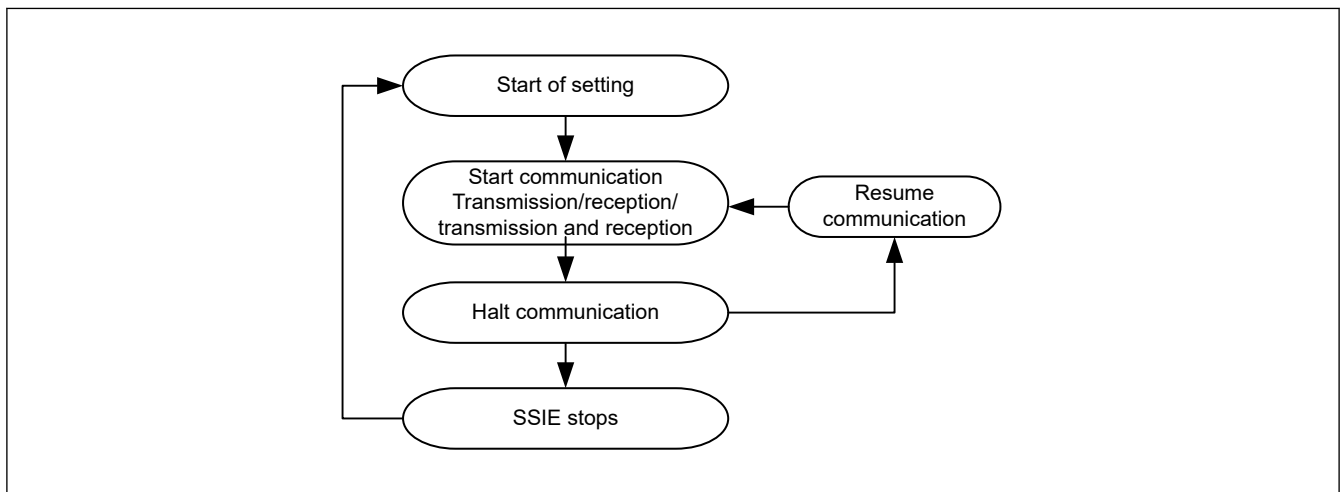 Start of setting
Start communication
Transmission/reception/
transmission and reception
Resume
communication
Halt communication
SSIE stops